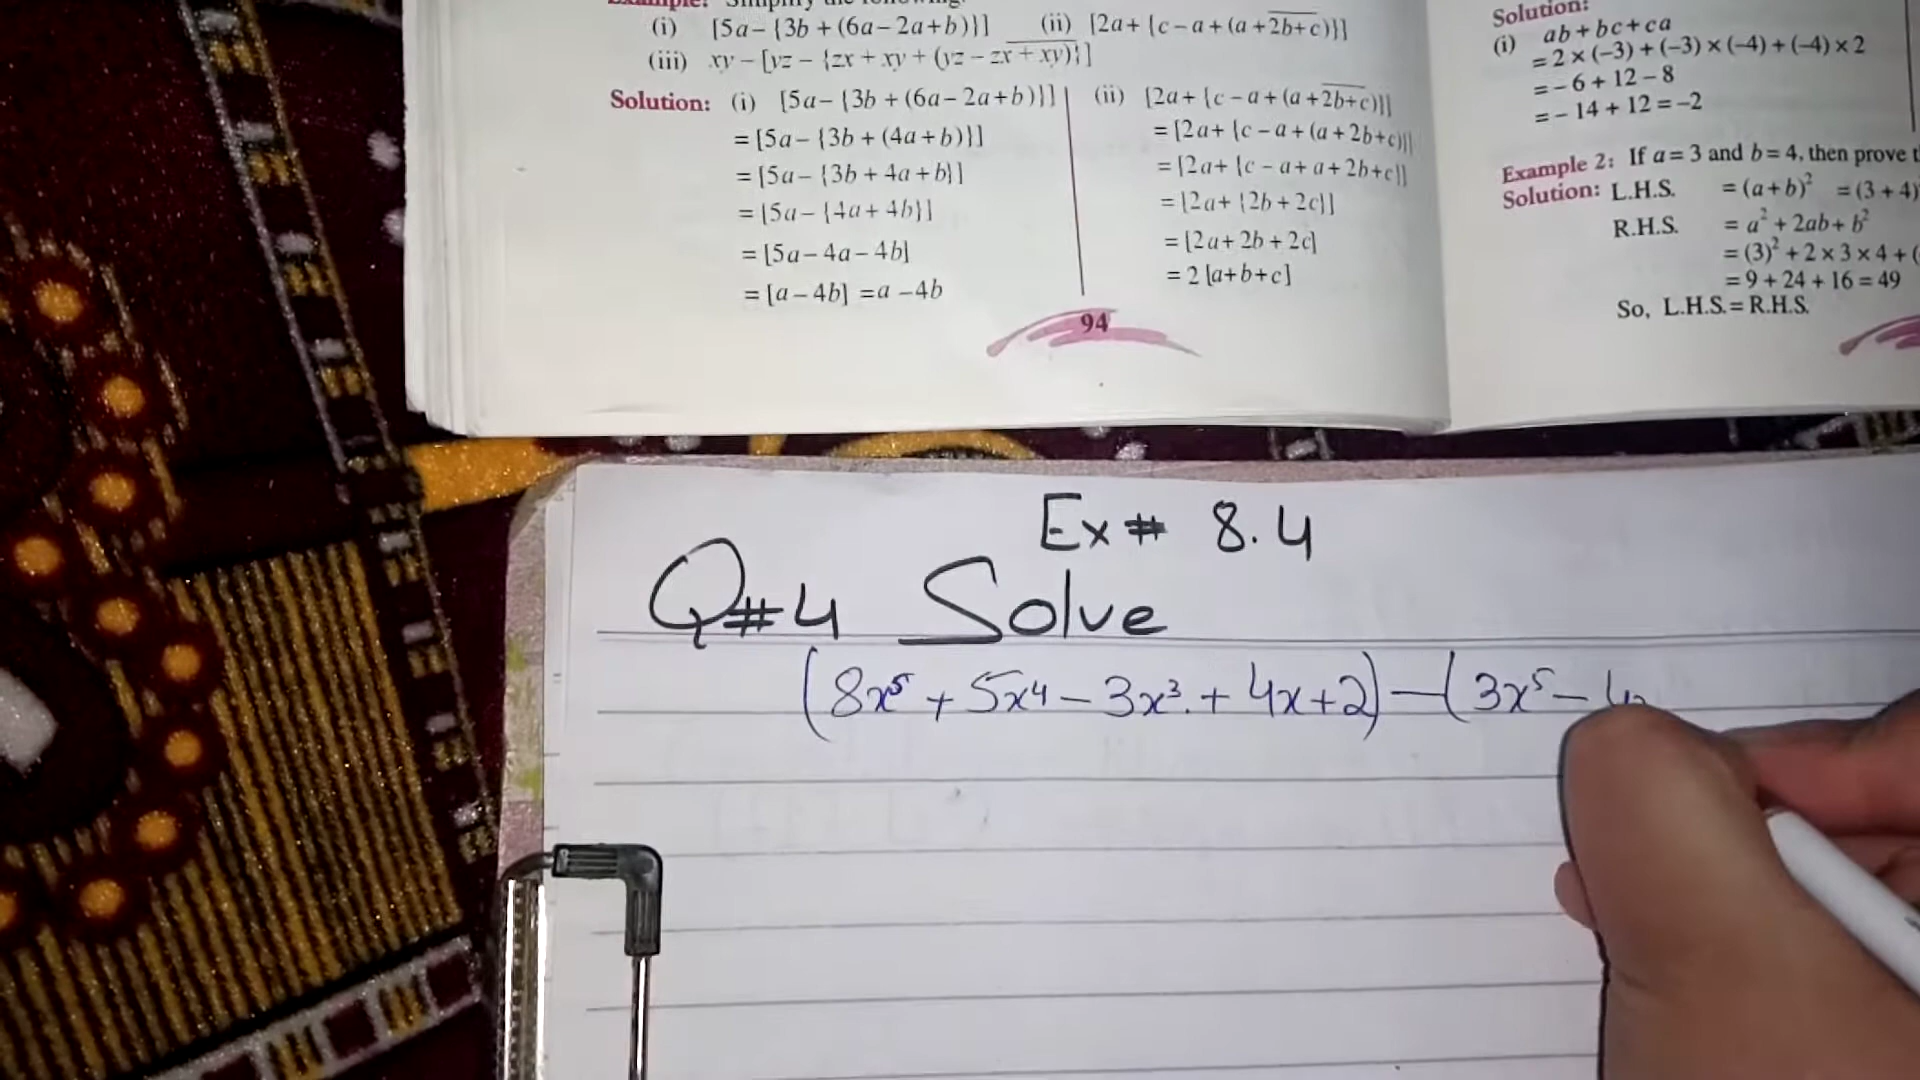 Example: Simplify the following:
(i) [5a – {3b + (6a – 2a + b)}] (ii) [2a + {c – a + (a + 2b + c)}]
(iii) xy – [yz – {zx + xy + (yz – zx + xy)}]
Solution: (i) [5a – {3b + (6a – 2a + b)}]
= [5a – {3b + (4a + b)}]
= [5a – {3b + 4a + b}]
= [5a – {4a + 4b}]
= [5a – 4a – 4b]
= [a – 4b] = a – 4b
(ii) [2a + {c – a + (a + 2b + c)}]
= [2a + {c – a + (a + 2b + c)}]
= [2a + {c – a + a + 2b + c}]
= [2a + {2b + 2c}]
= [2a + 2b + 2c]
= 2 [a + b + c]
94
Solution:
(i) ab + bc + ca
= 2 × (–3) + (–3) × (–4) + (–4) × 2
= – 6 + 12 – 8
= – 14 + 12 = –2
Example 2: If a = 3 and b = 4, then prove
Solution: L.H.S. = (a + b)² = (3 + 4)
R.H.S. = a² + 2ab + b²
= (3)² + 2 × 3 × 4 + (
= 9 + 24 + 16 = 49
So, L.H.S. = R.H.S.
Ex# 8.4
Q#4 Solve
(8x⁵ + 5x⁴ – 3x³ + 4x + 2) – (3x⁵ – 4